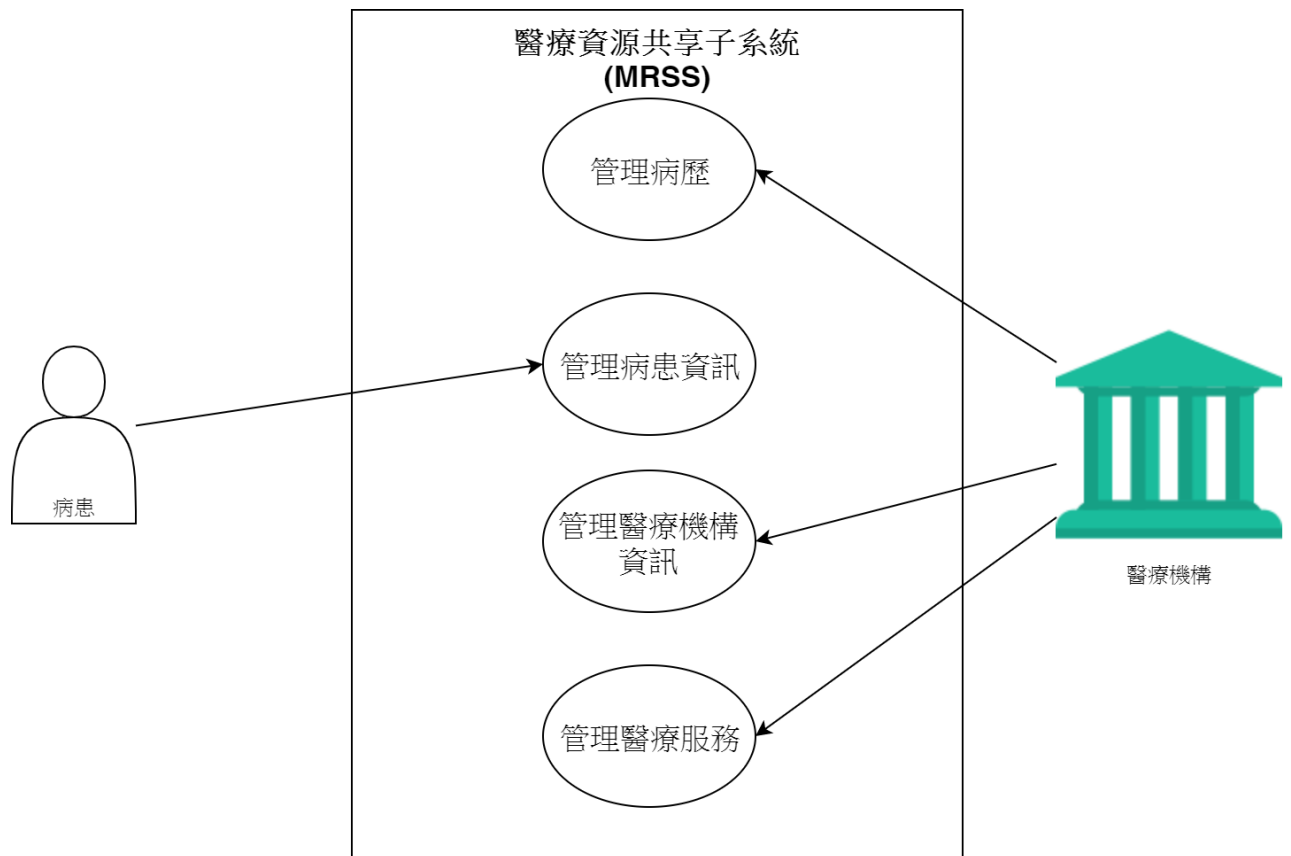 醫療資源共享子系統
(MRSS)
管理病歷
管理病患資訊
病患
管理醫療機構
資訊
醫療機構
管理醫療服務